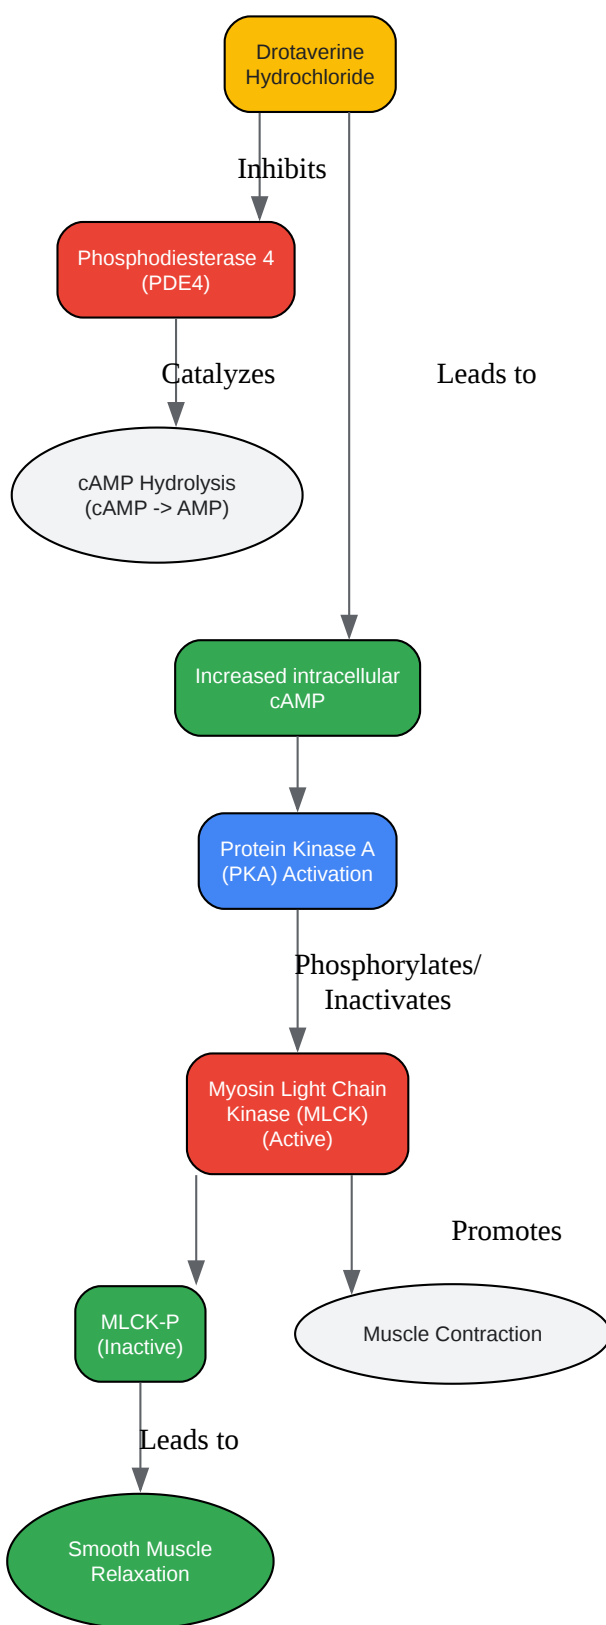 Drotaverine
Hydrochloride
Inhibits
Phosphodiesterase 4
(PDE4)
Catalyzes
Leads to
cAMP Hydrolysis
(cAMP -> AMP)
Increased intracellular
cAMP
Protein Kinase A
(PKA) Activation
Phosphorylates/
Inactivates
Myosin Light Chain
Kinase (MLCK)
(Active)
Promotes
MLCK-P
(Inactive)
Muscle Contraction
Leads to
Smooth Muscle
Relaxation